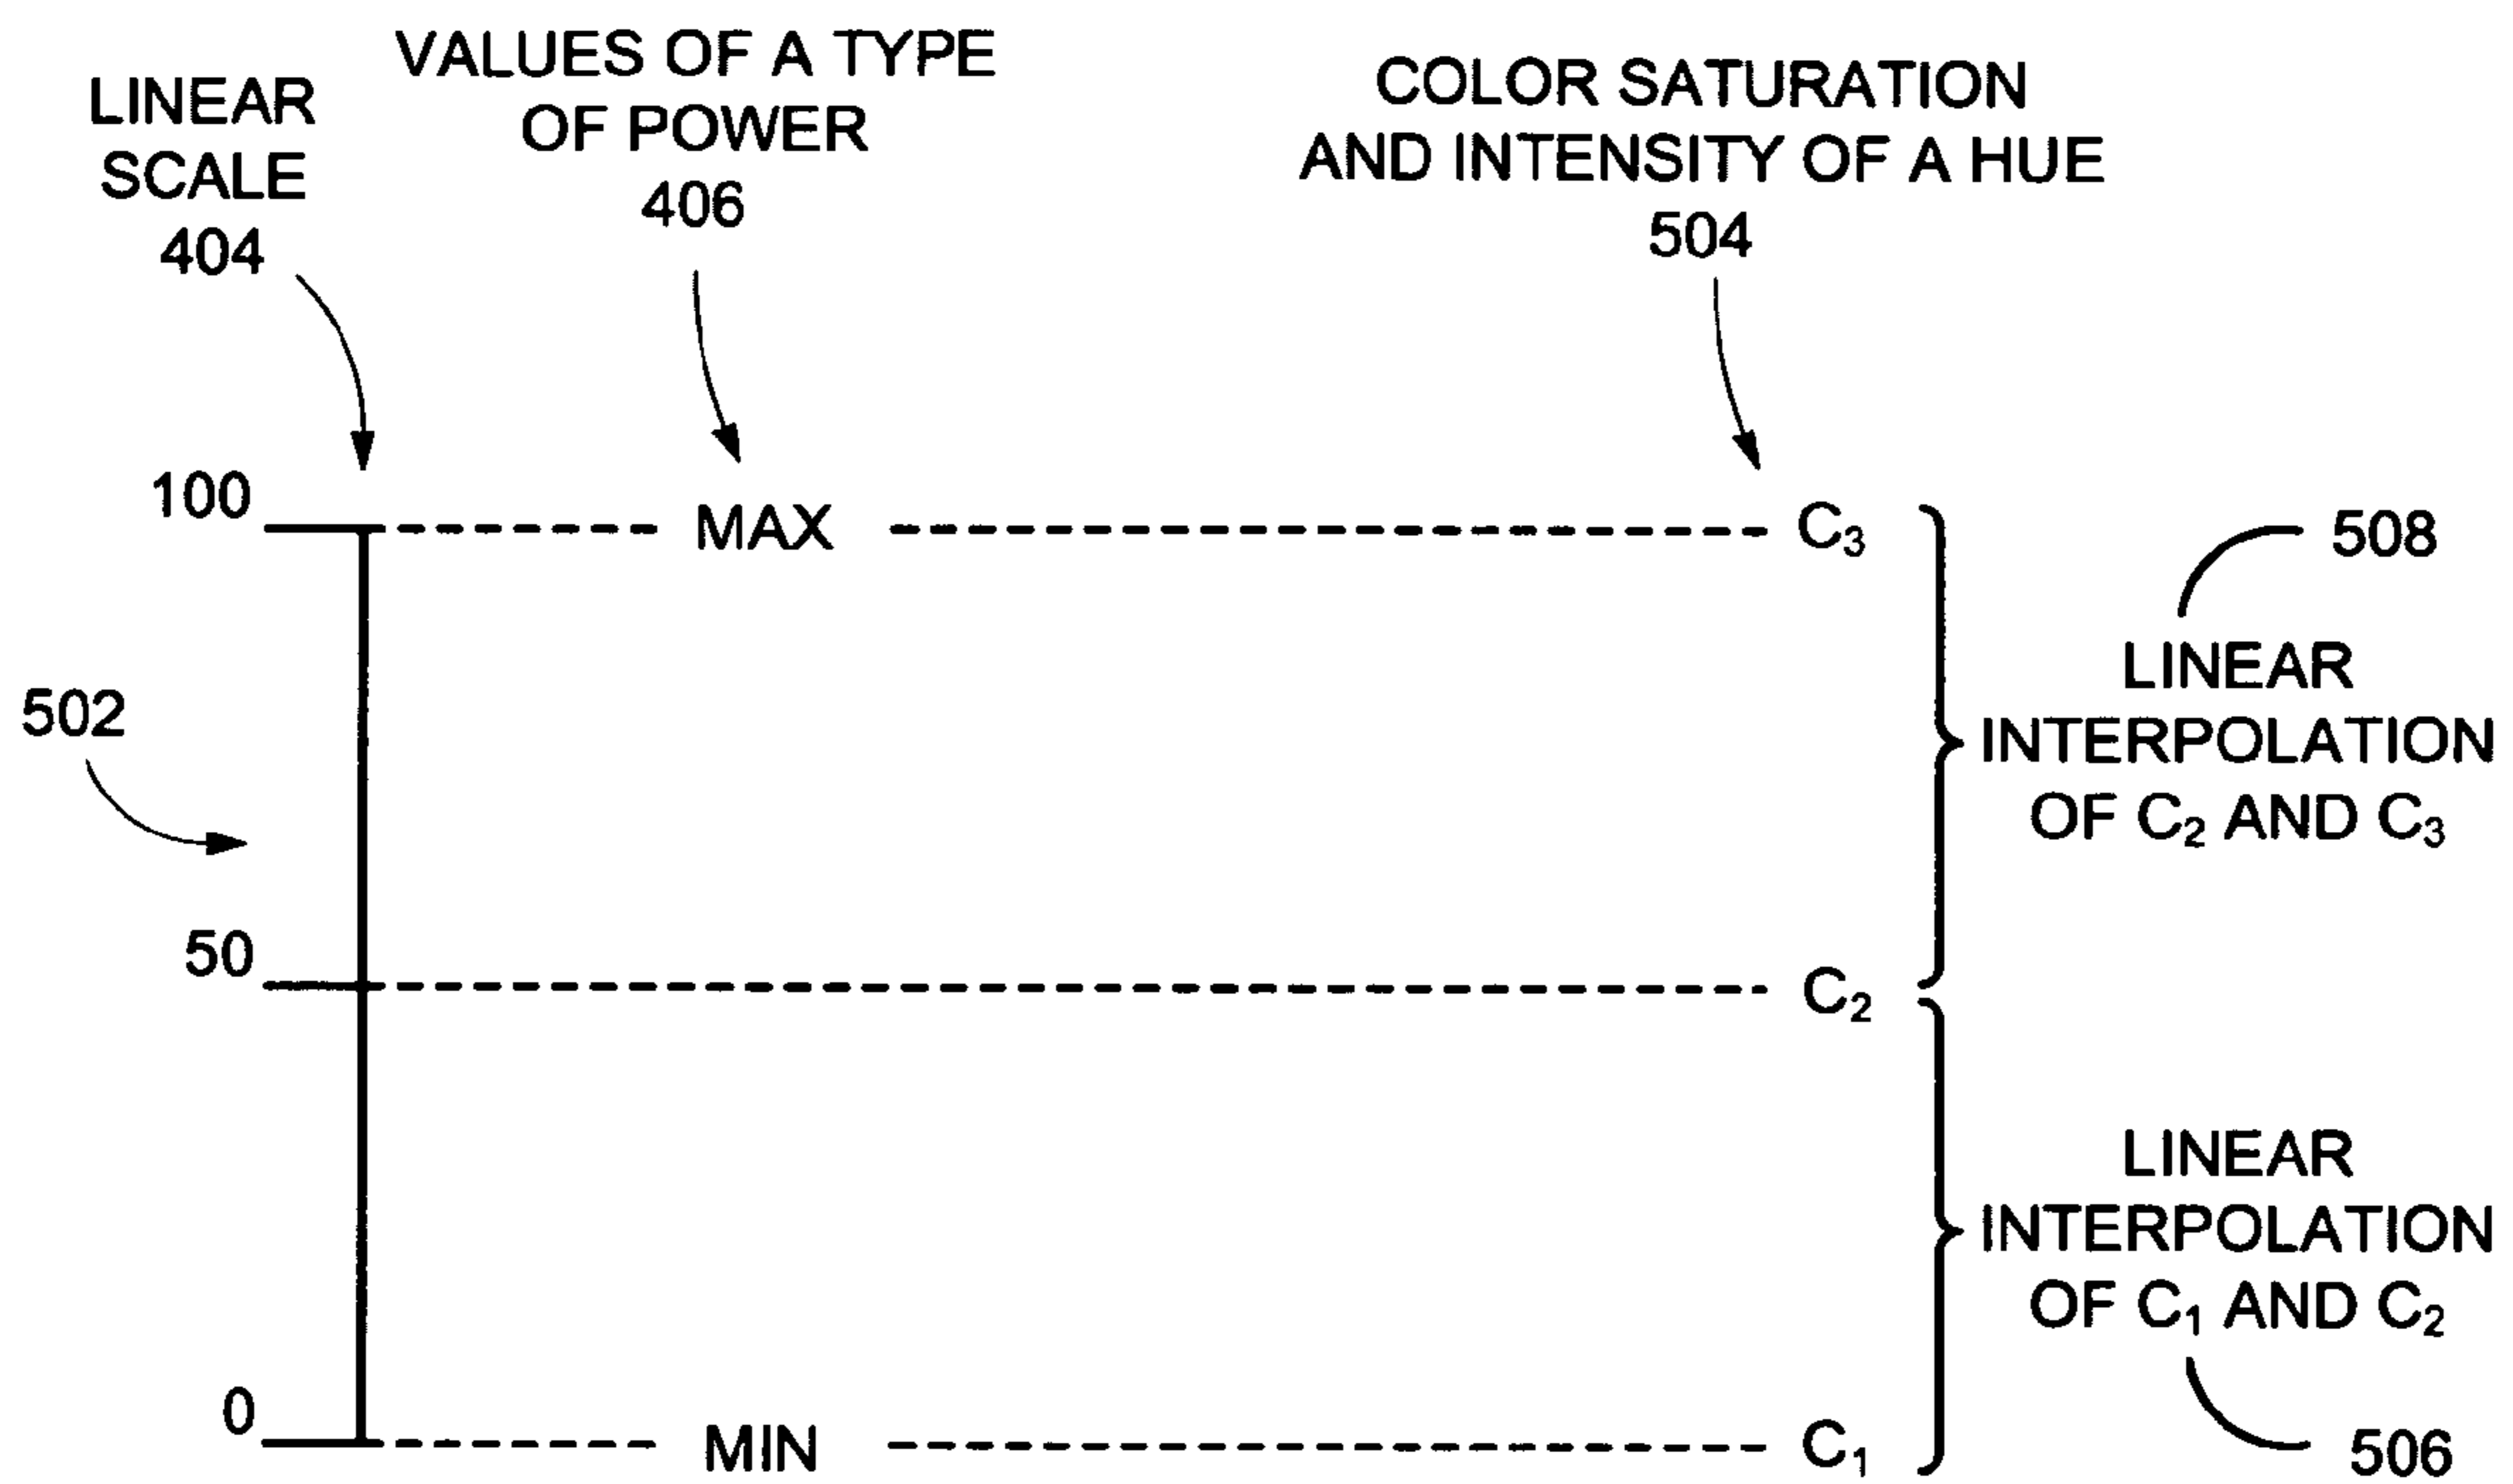 LINEAR
SCALE
404
VALUES OF A TYPE
OF POWER
406
COLOR SATURATION
AND INTENSITY OF A HUE
504
100
MAX
C₃
508
LINEAR
INTERPOLATION
OF C₂ AND C₃
502
50
C₂
LINEAR
INTERPOLATION
OF C₁ AND C₂
0
MIN
C₁
506